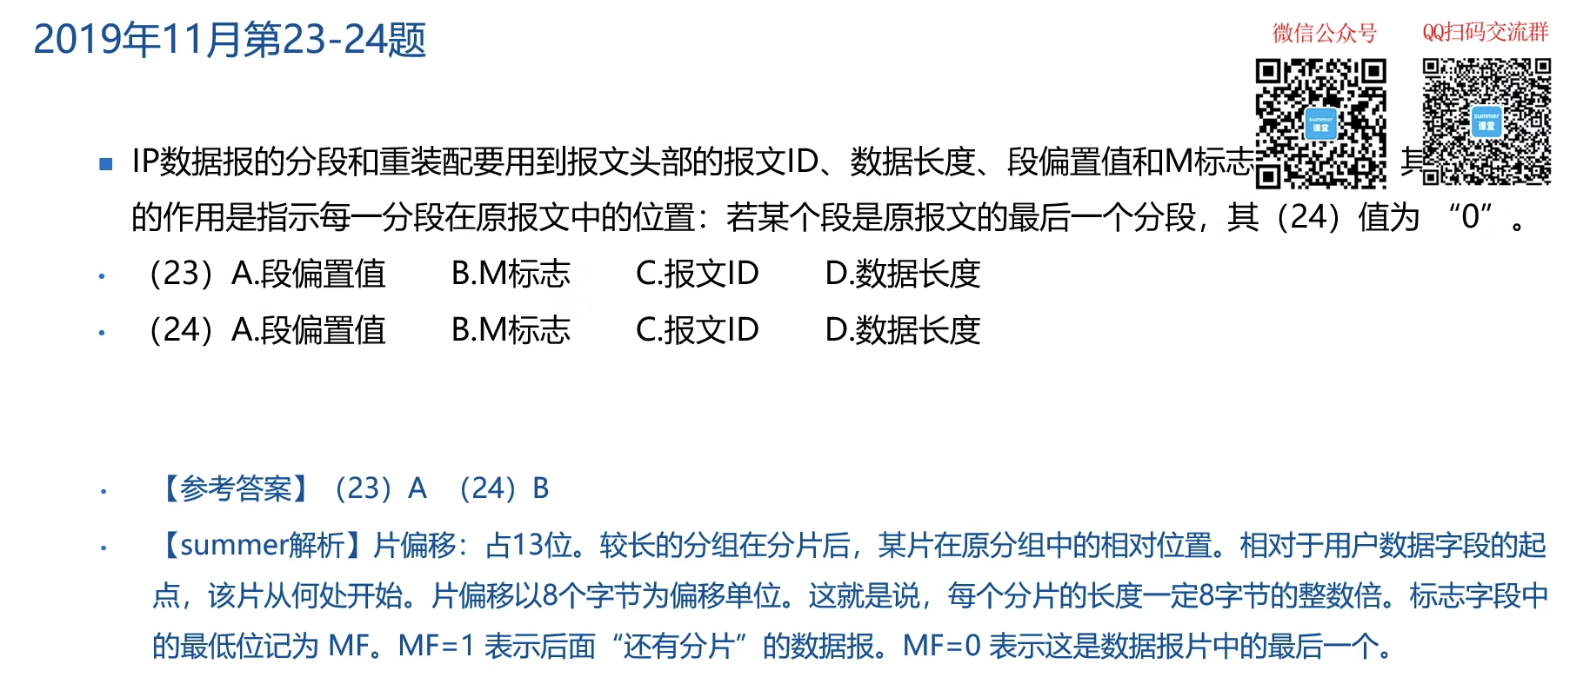 2019年11月第23-24题
微信公众号
QQ扫码交流群
summer
课堂
summer
课堂
IP数据报的分段和重装配要用到报文头部的报文ID、数据长度、段偏置值和M标志 其
的作用是指示每一分段在原报文中的位置：若某个段是原报文的最后一个分段，其（24）值为 “0”。
（23）A.段偏置值 B.M标志 C.报文ID D.数据长度
（24）A.段偏置值 B.M标志 C.报文ID D.数据长度
【参考答案】（23）A （24）B
【summer解析】片偏移：占13位。较长的分组在分片后，某片在原分组中的相对位置。相对于用户数据字段的起
点，该片从何处开始。片偏移以8个字节为偏移单位。这就是说，每个分片的长度一定8字节的整数倍。标志字段中
的最低位记为 MF。MF=1 表示后面“还有分片”的数据报。MF=0 表示这是数据报片中的最后一个。